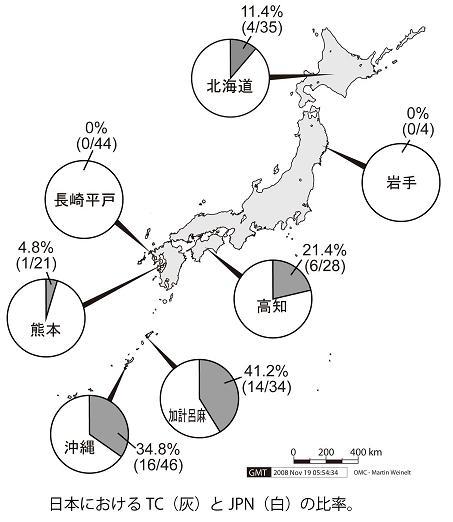 11.4%
(4/35)
北海道
0%
(0/44)
長崎平戸
0%
(0/4)
岩手
4.8%
(1/21)
熊本
21.4%
(6/28)
高知
41.2%
(14/34)
加計呂麻
沖縄
34.8%
(16/46)
0 200 400 km
GMT 2008 Nov 19 05:54:34 OMC - Martin Weinelt
日本におけるTC（灰）とJPN（白）の比率。